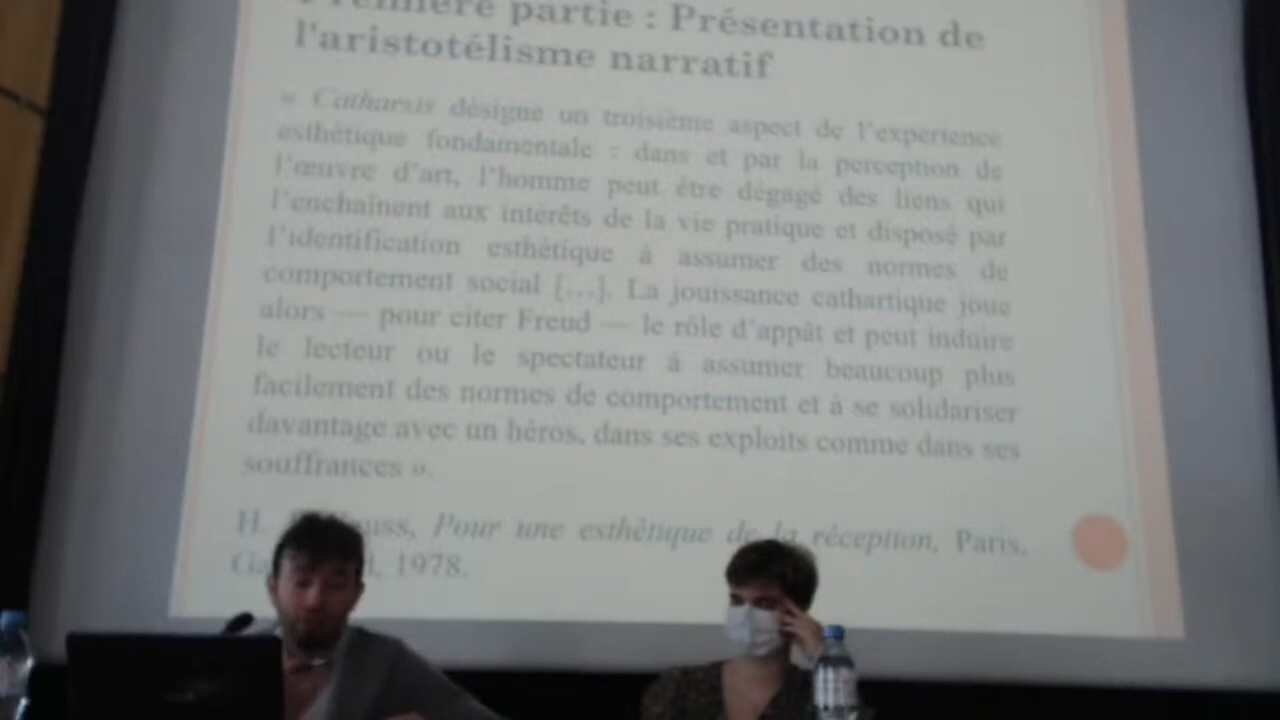 Première partie : Présentation de
l'aristotélisme narratif
« Catharsis désigne un troisième aspect de l'expérience
esthétique fondamentale : dans et par la perception de
l'œuvre d'art, l'homme peut être dégagé des liens qui
l'enchaînent aux intérêts de la vie pratique et disposé par
l'identification esthétique à assumer des normes de
comportement social [...]. La jouissance cathartique joue
alors — pour citer Freud — le rôle d'appât et peut induire
le lecteur ou le spectateur à assumer beaucoup plus
facilement des normes de comportement et à se solidariser
davantage avec un héros, dans ses exploits comme dans ses
souffrances ».
H. Pour une esthétique de la réception, Paris,
1978.